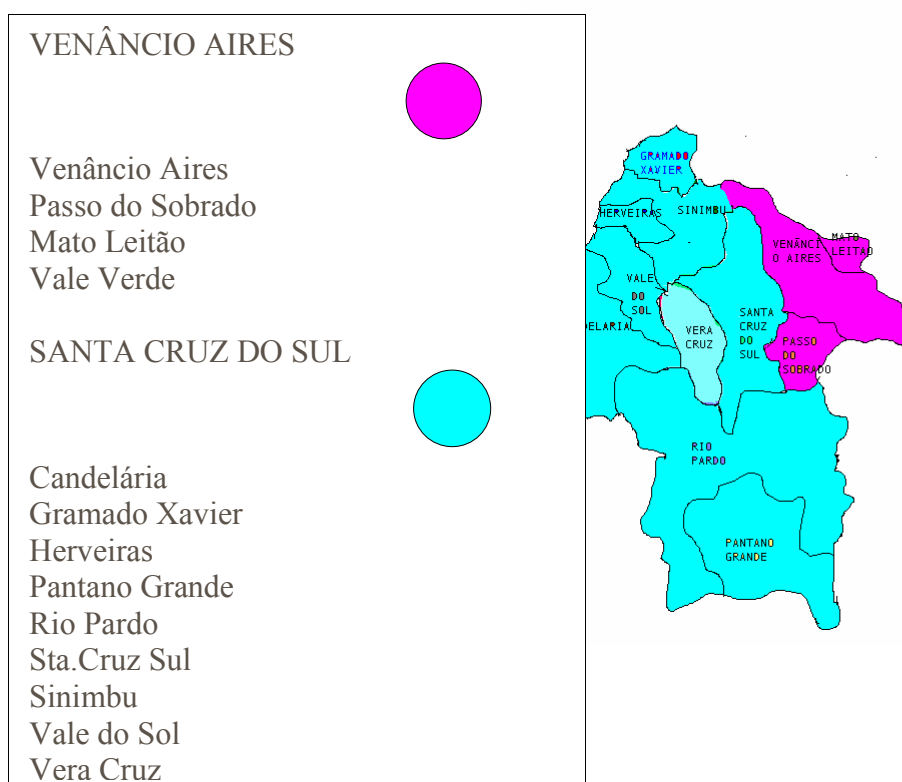 VENÂNCIO AIRES
Venâncio Aires
Passo do Sobrado
Mato Leitão
Vale Verde
SANTA CRUZ DO SUL
Candelária
Gramado Xavier
Herveiras
Pantano Grande
Rio Pardo
Sta.Cruz Sul
Sinimbu
Vale do Sol
Vera Cruz
GRAMADO
XAVIER
HERVEIRAS
SINIMBU
VENÂNCI
O AIRES
MATO
LEITAO
VALE
DO
SOL
DELARIA
VERA
CRUZ
SANTA
CRUZ
DO
SUL
PASSO
DO
SOBRADO
RIO
PARDO
PANTANO
GRANDE